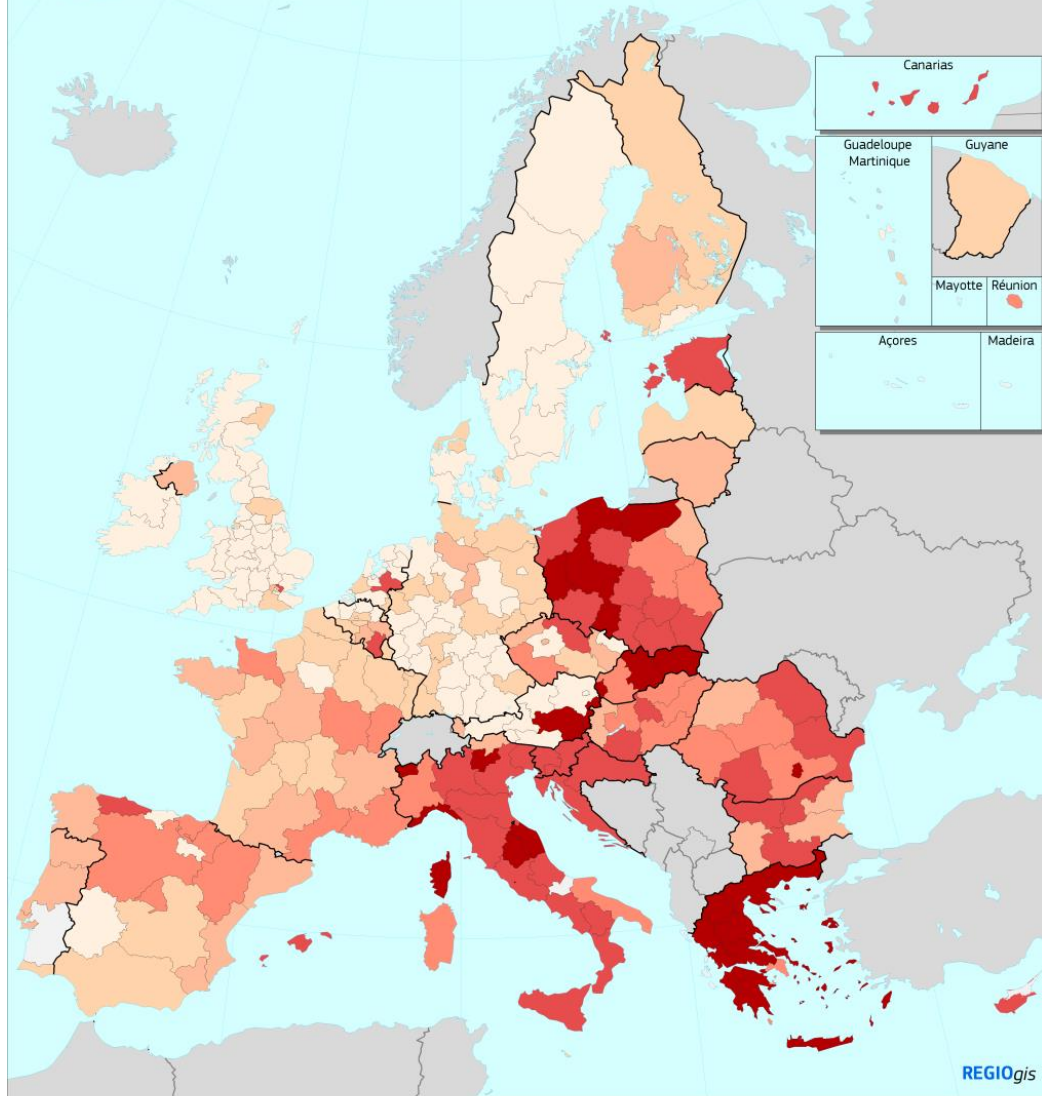 Canarias
Guadeloupe
Martinique
Guyane
Mayotte
Réunion
Açores
Madeira
REGIOgis